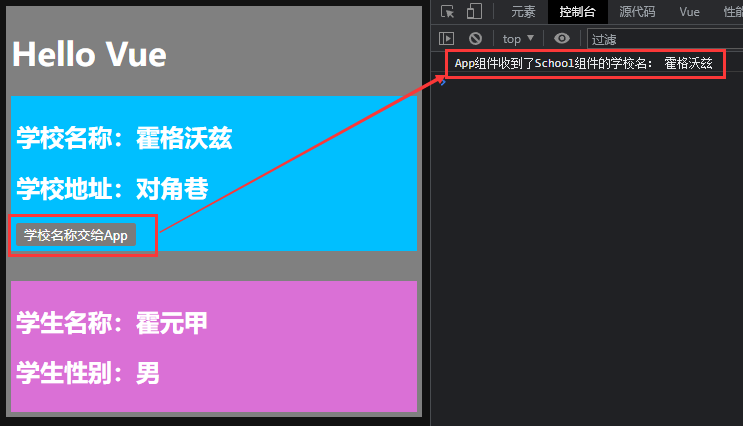 Hello Vue
学校名称：霍格沃兹
学校地址：对角巷
学校名称交给App
学生名称：霍元甲
学生性别：男
元素 控制台 源代码 Vue 性能
top 过滤
App组件收到了School组件的学校名： 霍格沃兹